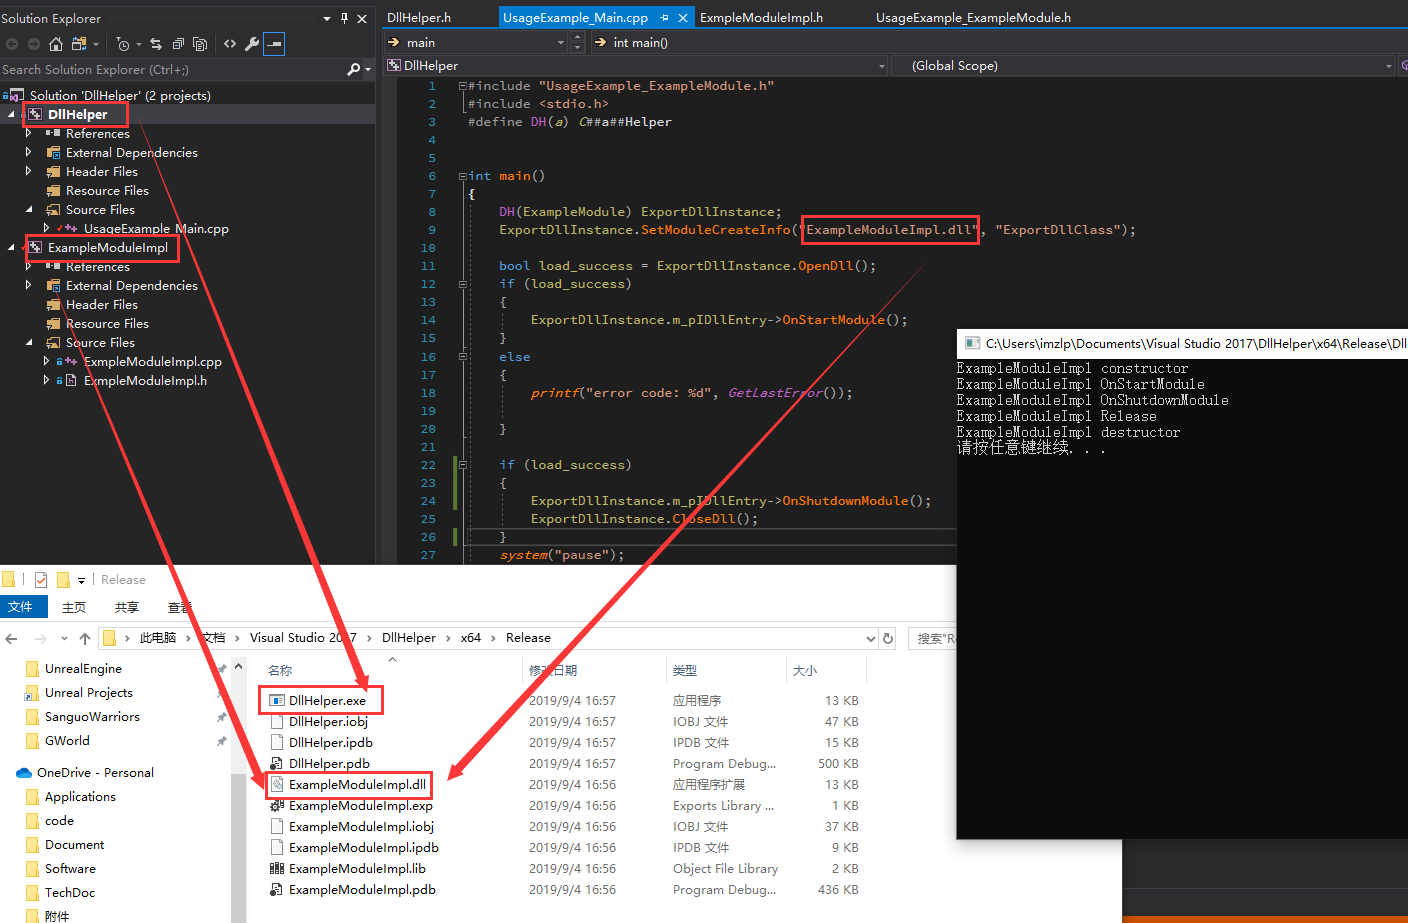 Solution Explorer
Search Solution Explorer (Ctrl+;)
Solution 'DllHelper' (2 projects)
DllHelper
References
External Dependencies
Header Files
Resource Files
Source Files
UsageExample_Main.cpp
ExampleModuleImpl
References
External Dependencies
Header Files
Resource Files
Source Files
ExmpleModuleImpl.cpp
ExmpleModuleImpl.h
DllHelper.h
UsageExample_Main.cpp
ExmpleModuleImpl.h
UsageExample_ExampleModule.h
main
int main()
DllHelper
(Global Scope)
1 #include "UsageExample_ExampleModule.h"
2 #include <stdio.h>
3 #define DH(a) C##a##Helper
4
5
6 int main()
7 {
8 DH(ExampleModule) ExportDllInstance;
9 ExportDllInstance.SetModuleCreateInfo("ExampleModuleImpl.dll", "ExportDllClass");
10
11 bool load_success = ExportDllInstance.OpenDll();
12 if (load_success)
13 {
14 ExportDllInstance.m_pIDllEntry->OnStartModule();
15 }
16 else
17 {
18 printf("error code: %d", GetLastError());
19
20 }
21
22 if (load_success)
23 {
24 ExportDllInstance.m_pIDllEntry->OnShutdownModule();
25 ExportDllInstance.CloseDll();
26 }
27 system("pause");
C:\Users\imzlp\Documents\Visual Studio 2017\DllHelper\x64\Release\Dll
ExampleModuleImpl constructor
ExampleModuleImpl OnStartModule
ExampleModuleImpl OnShutdownModule
ExampleModuleImpl Release
ExampleModuleImpl destructor
请按任意键继续. . .
Release
文件 主页 共享 查看
此电脑 文档 Visual Studio 2017 DllHelper x64 Release
搜索"Re
UnrealEngine
Unreal Projects
SanguoWarriors
GWorld
OneDrive - Personal
Applications
code
Document
Software
TechDoc
附件
名称 修改日期 类型 大小
DllHelper.exe 2019/9/4 16:57 应用程序 13 KB
DllHelper.iobj 2019/9/4 16:57 IOBJ 文件 47 KB
DllHelper.ipdb 2019/9/4 16:57 IPDB 文件 15 KB
DllHelper.pdb 2019/9/4 16:57 Program Debug... 500 KB
ExampleModuleImpl.dll 2019/9/4 16:56 应用程序扩展 13 KB
ExampleModuleImpl.exp 2019/9/4 16:56 Exports Library ... 1 KB
ExampleModuleImpl.iobj 2019/9/4 16:56 IOBJ 文件 37 KB
ExampleModuleImpl.ipdb 2019/9/4 16:56 IPDB 文件 9 KB
ExampleModuleImpl.lib 2019/9/4 16:56 Object File Library 2 KB
ExampleModuleImpl.pdb 2019/9/4 16:56 Program Debug... 436 KB